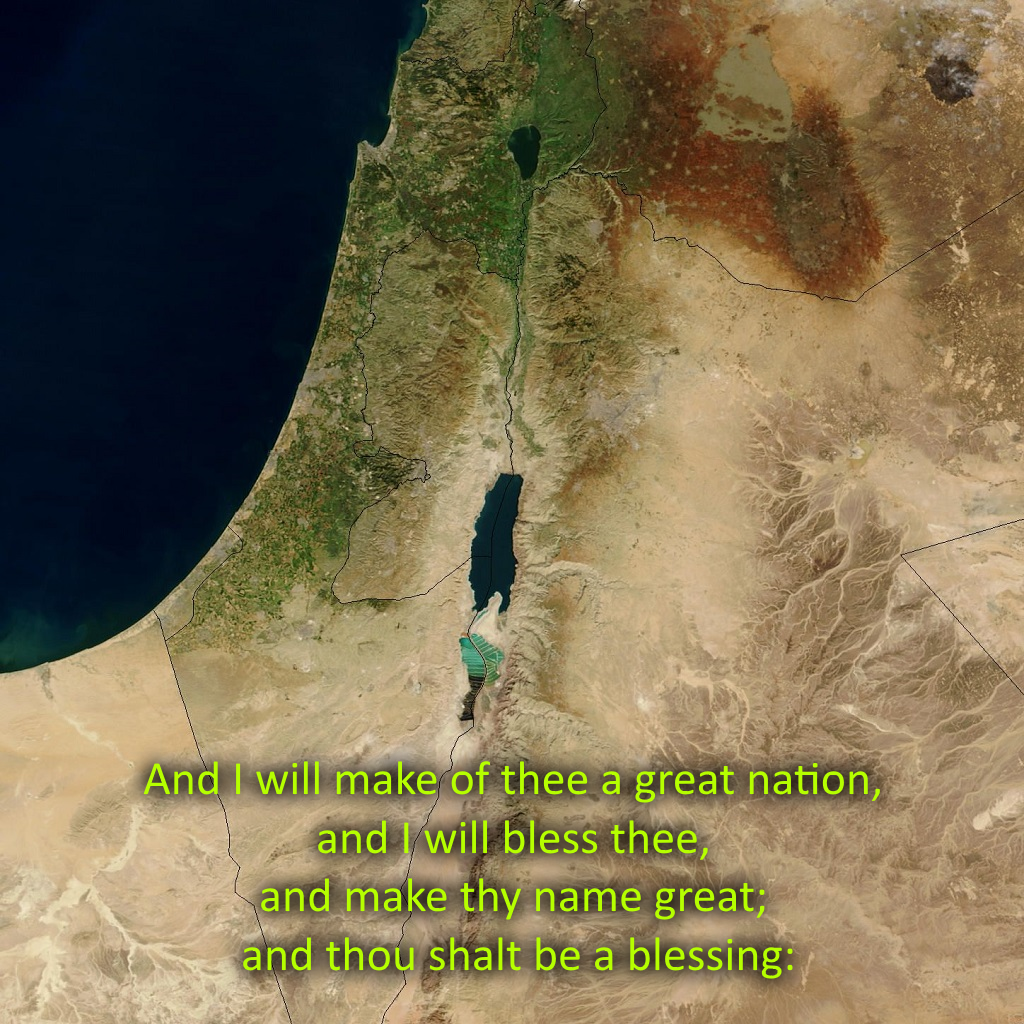 And I will make of thee a great nation,
and I will bless thee,
and make thy name great;
and thou shalt be a blessing: